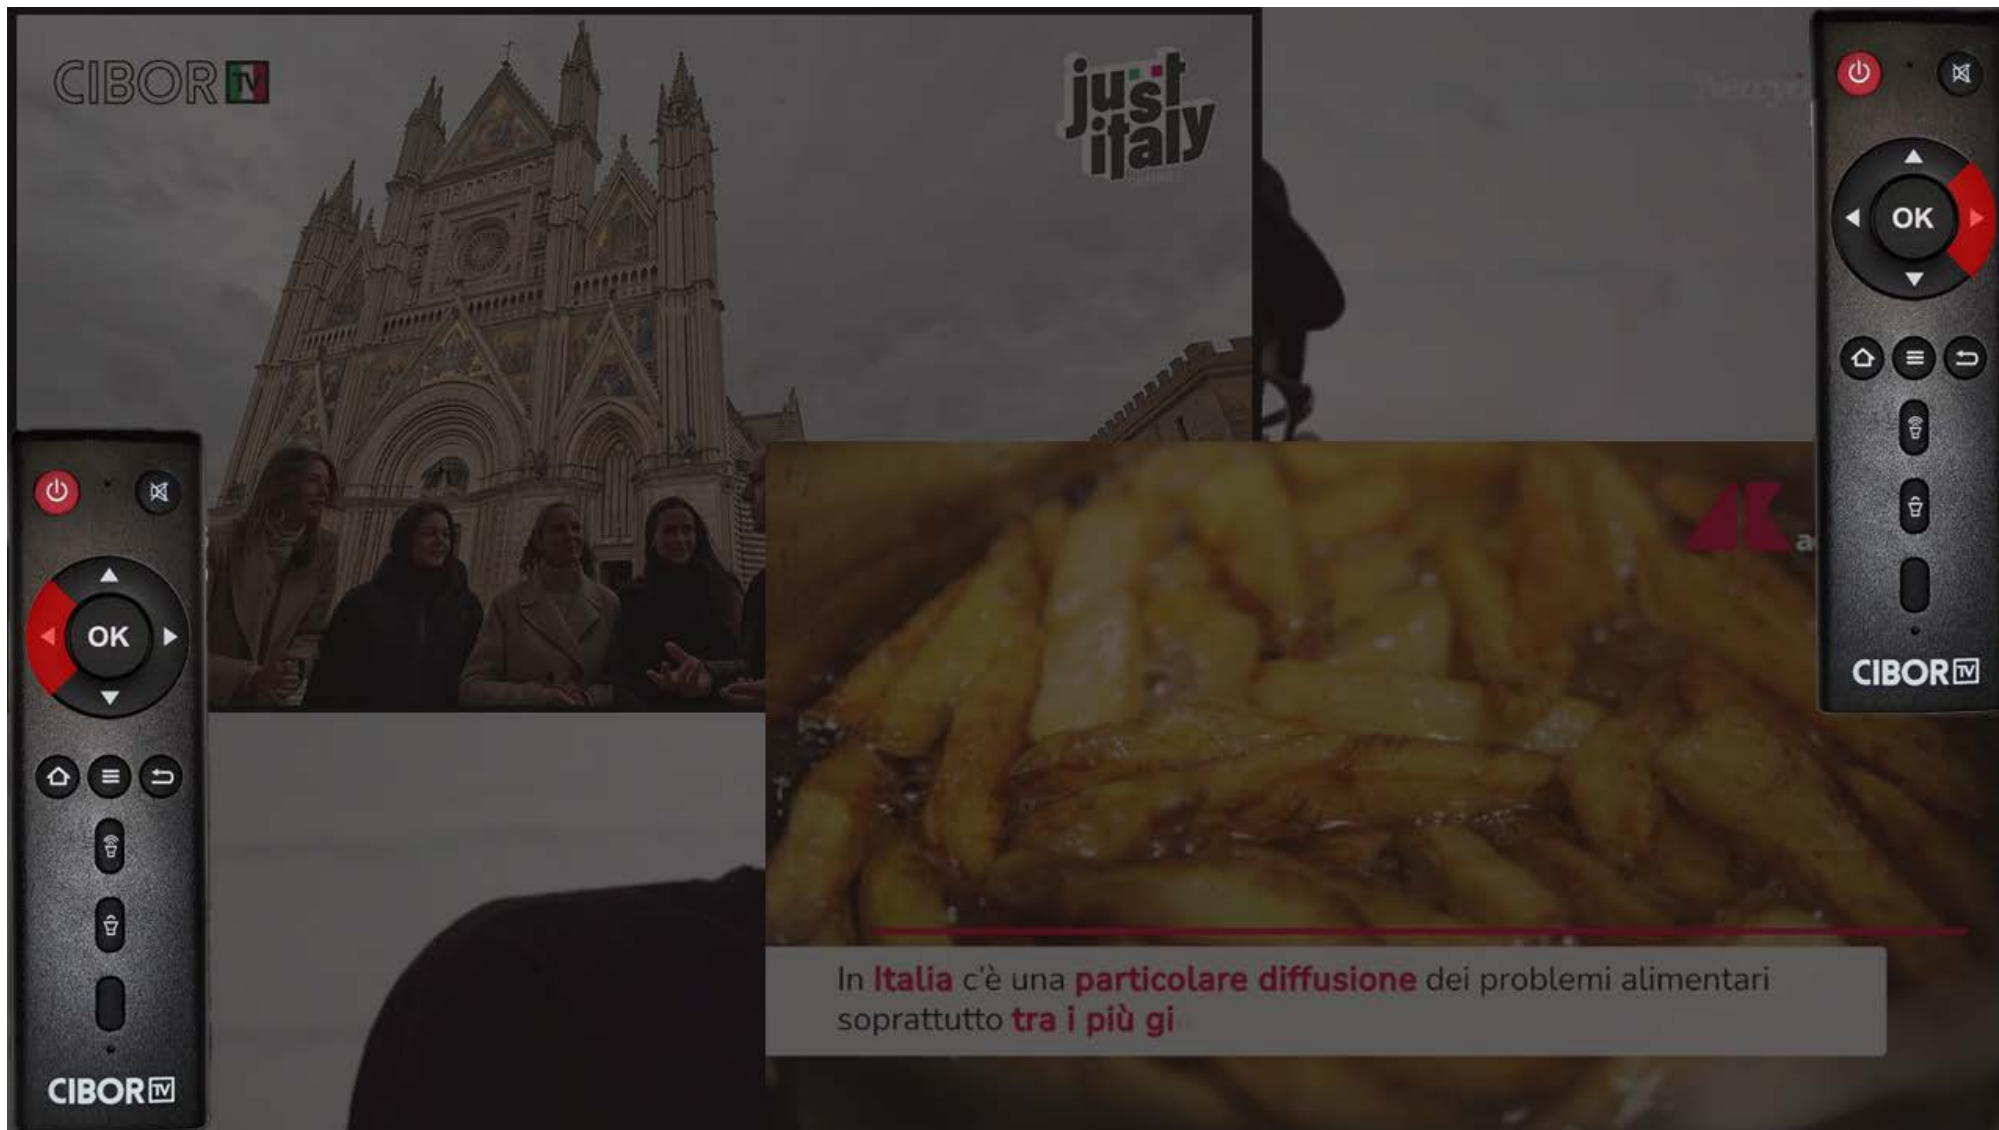 CIBOR TV
just
italy
OK
OK
In Italia c'è una particolare diffusione dei problemi alimentari
soprattutto tra i più gi
CIBOR TV
CIBOR TV